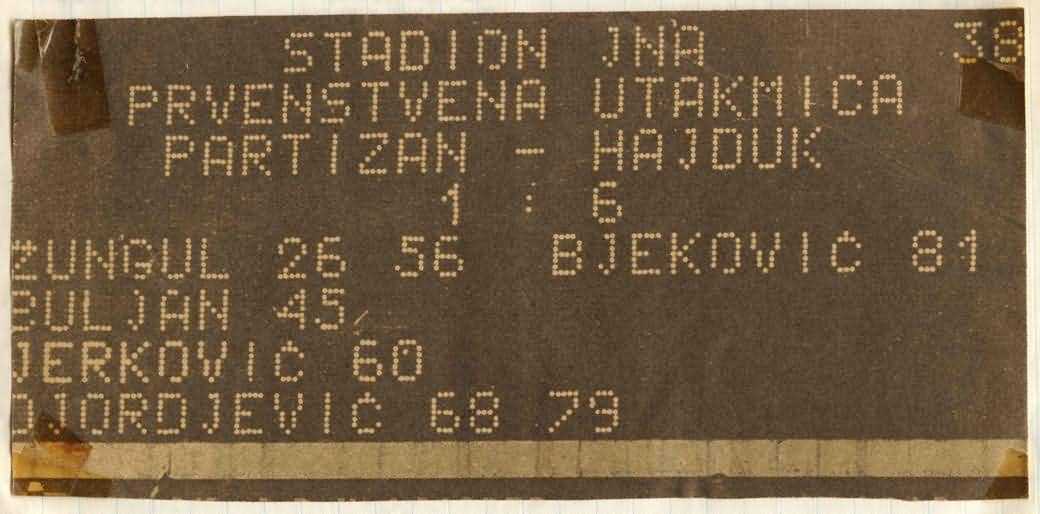 STADION JNA 38
PRVENSTVENA UTAKMICA
PARTIZAN - HAJDUK
1 : 6
ŽUNGUL 26 56 BJEKOVIĆ 81
BULJAN 45
JERKOVIĆ 60
DJORDJEVIĆ 68 79